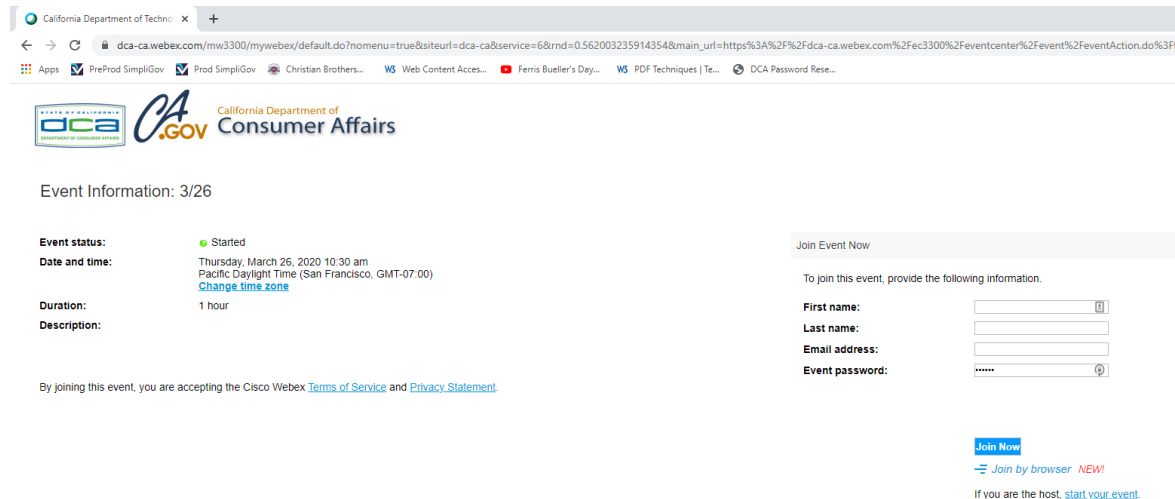 California Department of Techno
dca-ca.webex.com/mw3300/mywebex/default.do?nomenu=true&siteurl=dca-ca&service=6&rnd=0.562003235914354&main_url=https%3A%2F%2Fdca-ca.webex.com%2Fec3300%2Feventcenter%2Fevent%2FeventAction.do%3F
Apps PreProd SimpliGov Prod SimpliGov Christian Brothers... W3 Web Content Acces... Ferris Bueller's Day... W3 PDF Techniques | Te... DCA Password Rese...
STATE OF CALIFORNIA
dca
DEPARTMENT OF CONSUMER AFFAIRS
CA.GOV
California Department of
Consumer Affairs
Event Information: 3/26
Event status: Started
Date and time: Thursday, March 26, 2020 10:30 am
Pacific Daylight Time (San Francisco, GMT-07:00)
Change time zone
Duration: 1 hour
Description:
By joining this event, you are accepting the Cisco Webex Terms of Service and Privacy Statement.
Join Event Now
To join this event, provide the following information.
First name:
Last name:
Email address:
Event password: ••••••
Join Now
Join by browser NEW!
If you are the host, start your event.